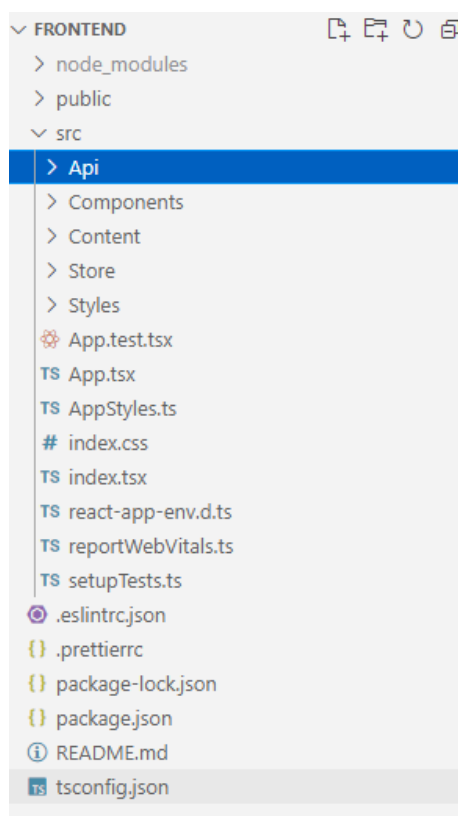 FRONTEND
node_modules
public
src
Api
Components
Content
Store
Styles
App.test.tsx
TS App.tsx
TS AppStyles.ts
# index.css
TS index.tsx
TS react-app-env.d.ts
TS reportWebVitals.ts
TS setupTests.ts
.eslintrc.json
{} .prettierrc
{} package-lock.json
{} package.json
README.md
TS tsconfig.json